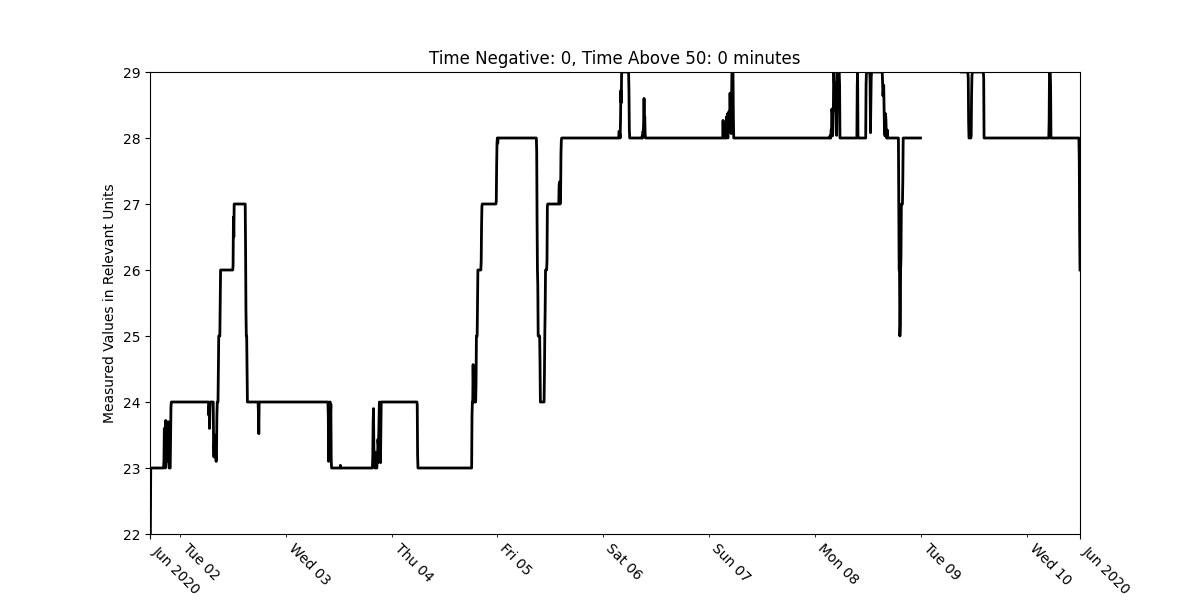 Time Negative: 0, Time Above 50: 0 minutes
Measured Values in Relevant Units
29
28
27
26
25
24
23
22
Jun 2020
Tue 02
Wed 03
Thu 04
Fri 05
Sat 06
Sun 07
Mon 08
Tue 09
Wed 10
Jun 2020